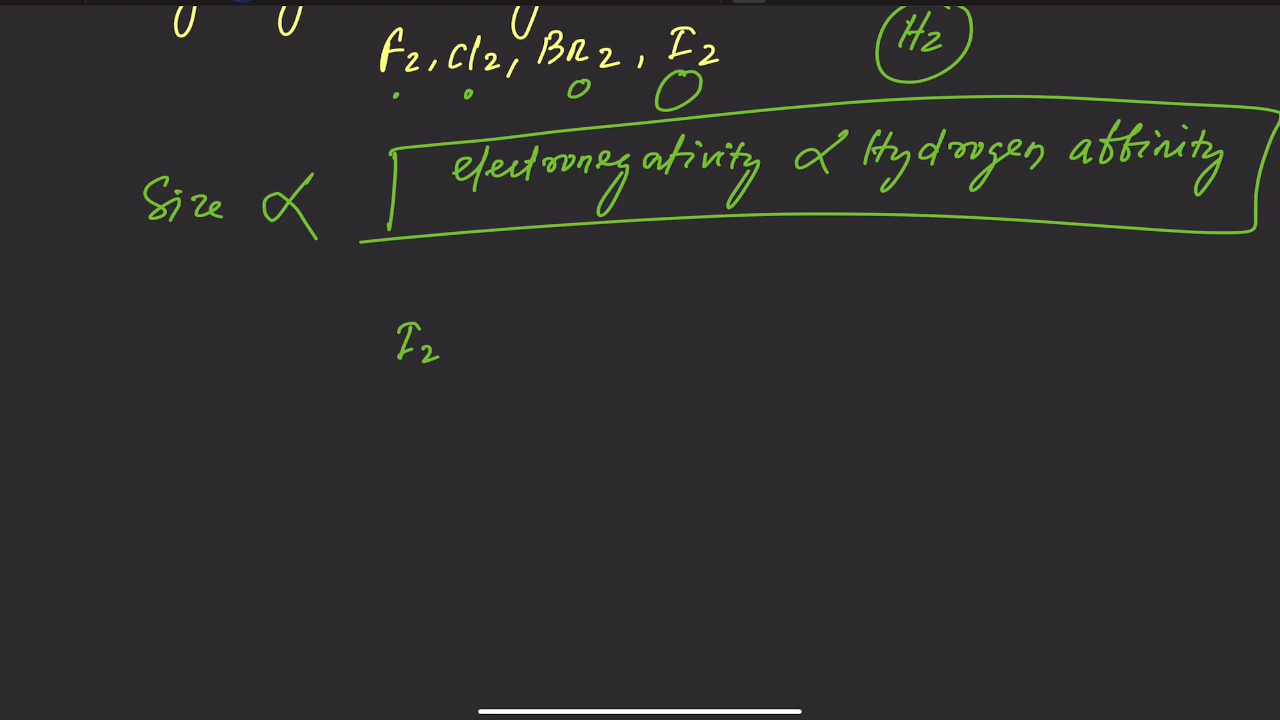 F2, Cl2, BR2, I2
H2
electronegativity ∝ Hydrogen affinity
Size ∝
I2